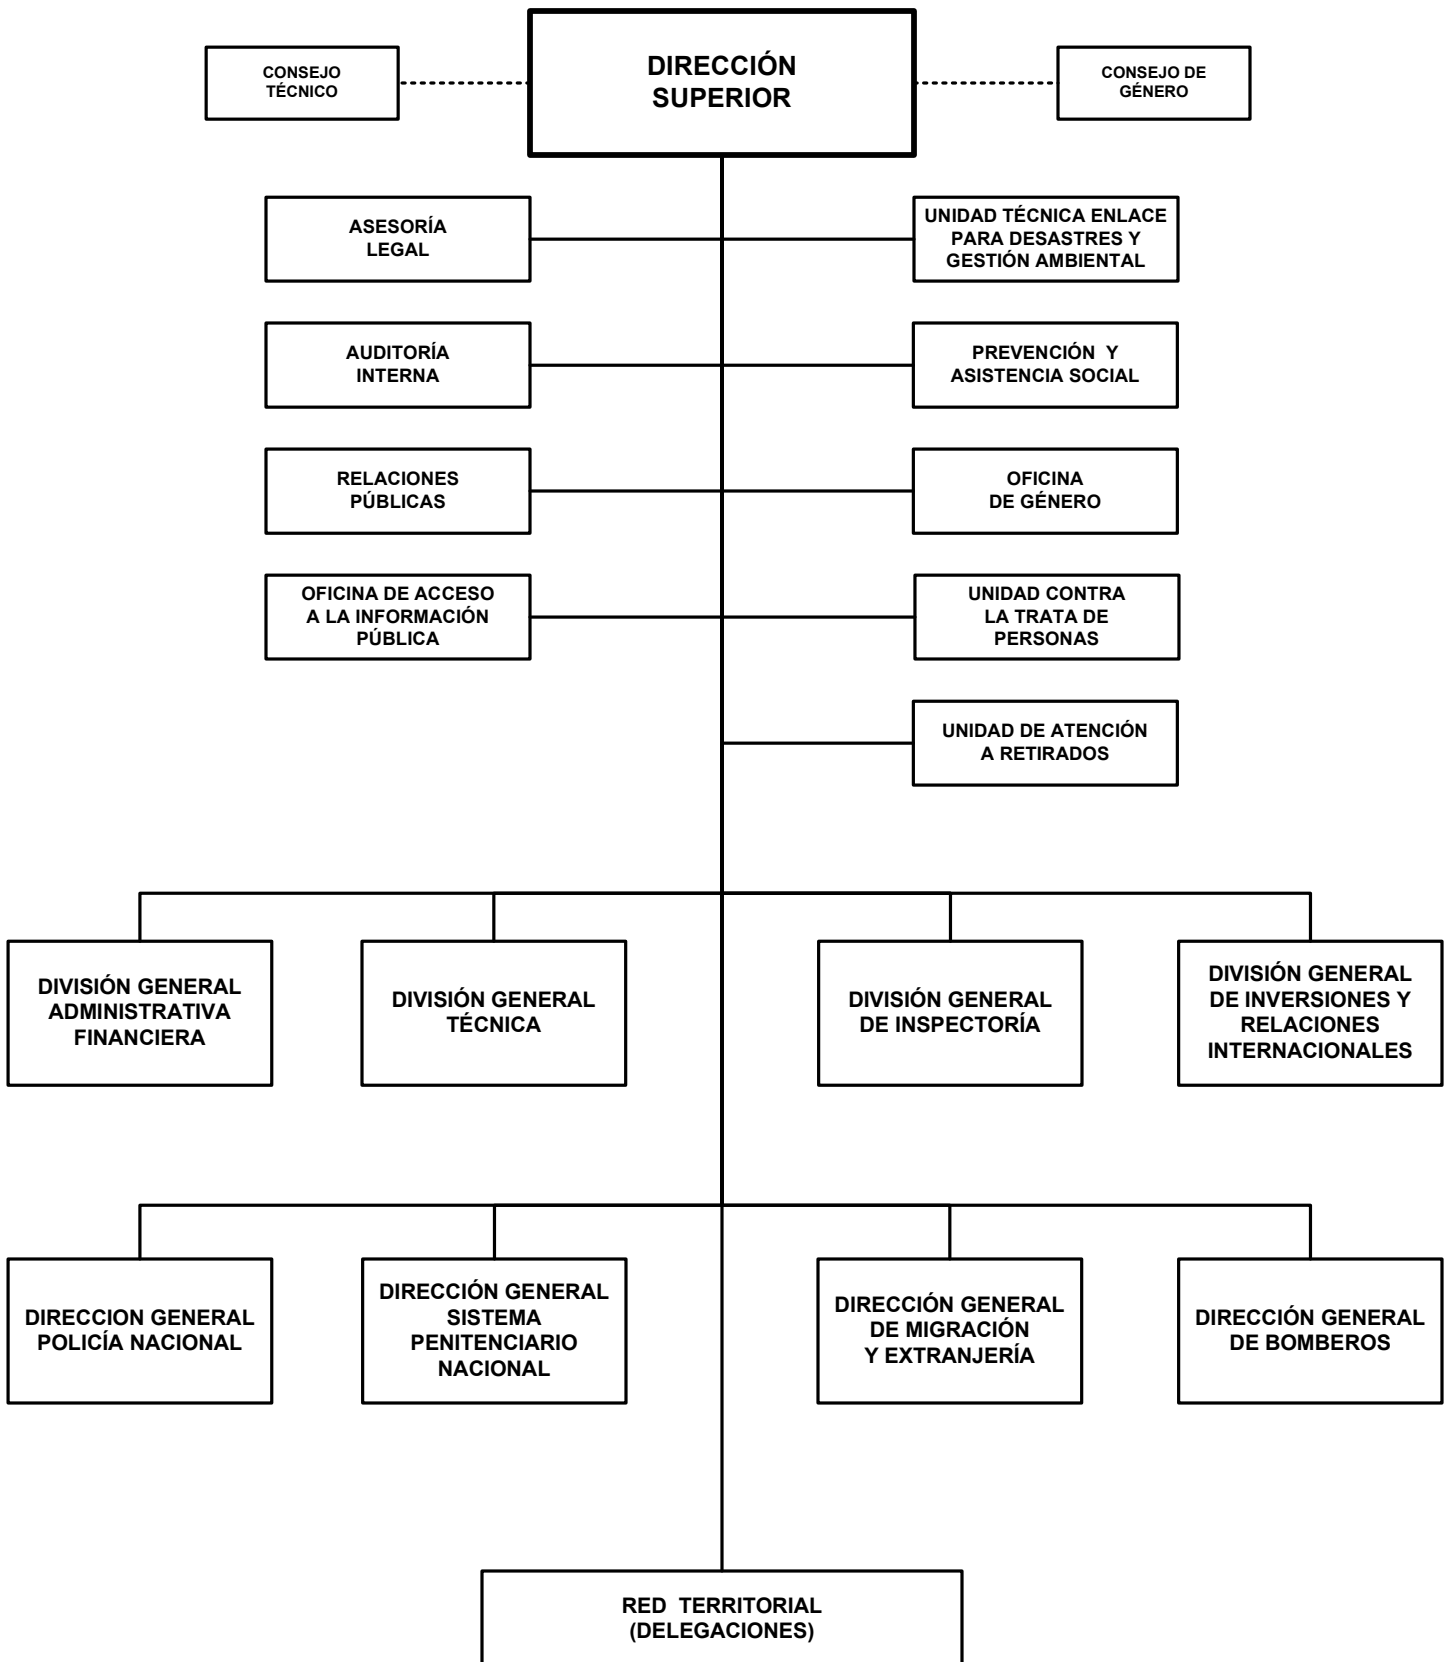 CONSEJO
TÉCNICO
DIRECCIÓN
SUPERIOR
CONSEJO DE
GÉNERO
ASESORÍA
LEGAL
UNIDAD TÉCNICA ENLACE
PARA DESASTRES Y
GESTIÓN AMBIENTAL
AUDITORÍA
INTERNA
PREVENCIÓN Y
ASISTENCIA SOCIAL
RELACIONES
PÚBLICAS
OFICINA
DE GÉNERO
OFICINA DE ACCESO
A LA INFORMACIÓN
PÚBLICA
UNIDAD CONTRA
LA TRATA DE
PERSONAS
UNIDAD DE ATENCIÓN
A RETIRADOS
DIVISIÓN GENERAL
ADMINISTRATIVA
FINANCIERA
DIVISIÓN GENERAL
TÉCNICA
DIVISIÓN GENERAL
DE INSPECTORÍA
DIVISIÓN GENERAL
DE INVERSIONES Y
RELACIONES
INTERNACIONALES
DIRECCION GENERAL
POLICÍA NACIONAL
DIRECCIÓN GENERAL
SISTEMA
PENITENCIARIO
NACIONAL
DIRECCIÓN GENERAL
DE MIGRACIÓN
Y EXTRANJERÍA
DIRECCIÓN GENERAL
DE BOMBEROS
RED TERRITORIAL
(DELEGACIONES)